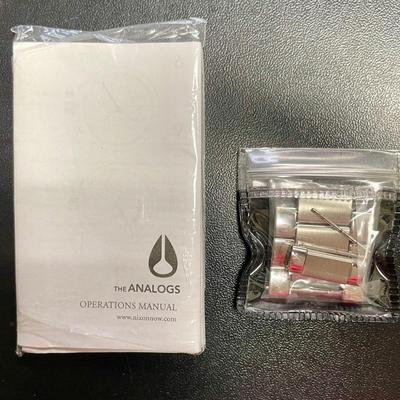 THE ANALOGS
OPERATIONS MANUAL
www.nixonnow.com